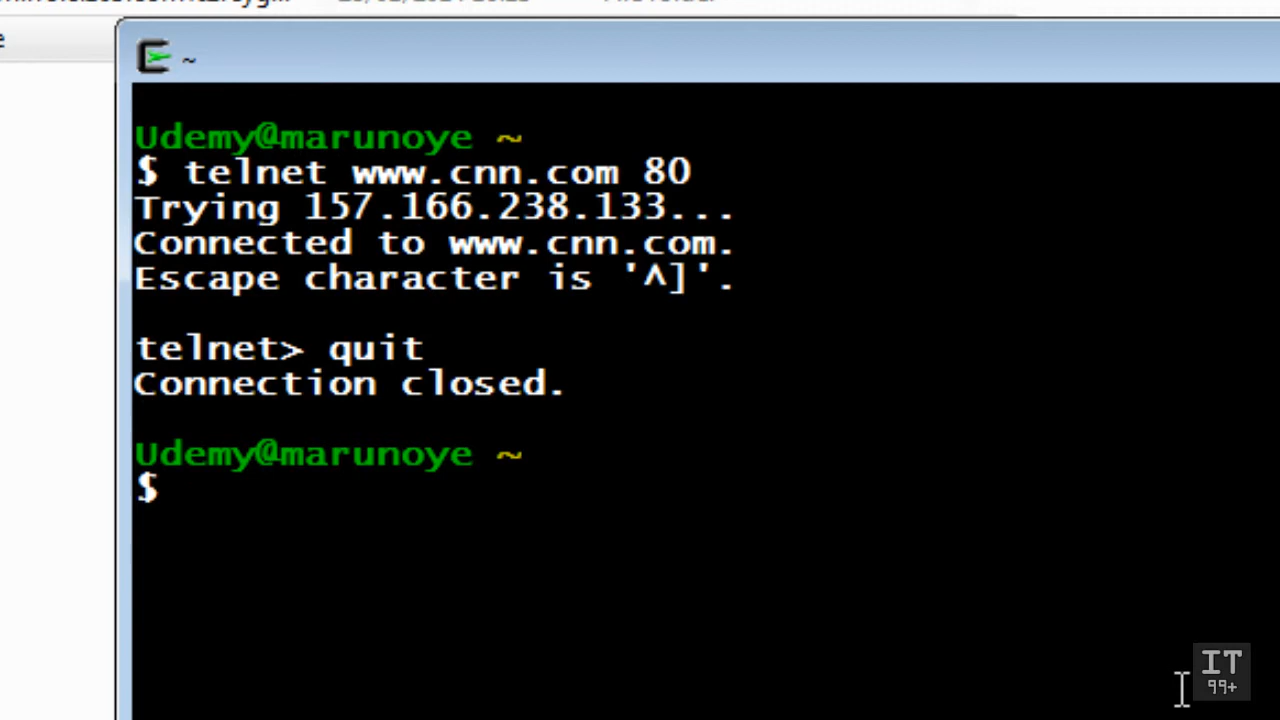 ~
Udemy@marunoye ~
$ telnet www.cnn.com 80
Trying 157.166.238.133...
Connected to www.cnn.com.
Escape character is '^]'.
telnet> quit
Connection closed.
Udemy@marunoye ~
$
IT
99+